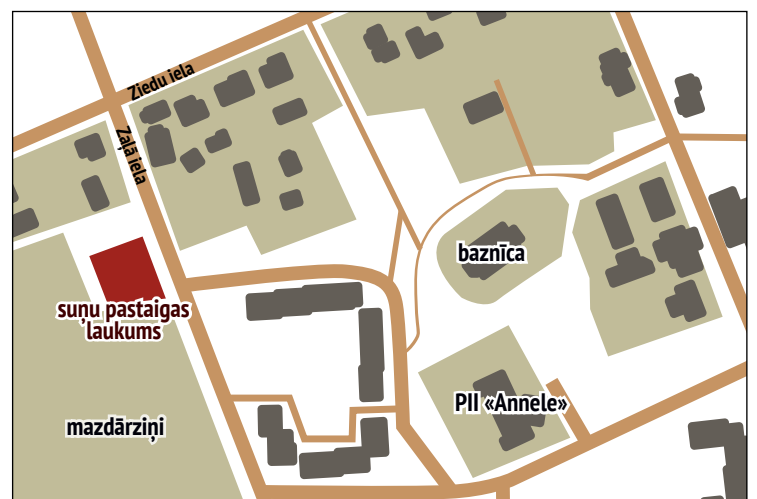 Ziedu iela
Zaļā iela
baznīca
suņu pastaigas
laukums
PII «Annele»
mazdārziņi